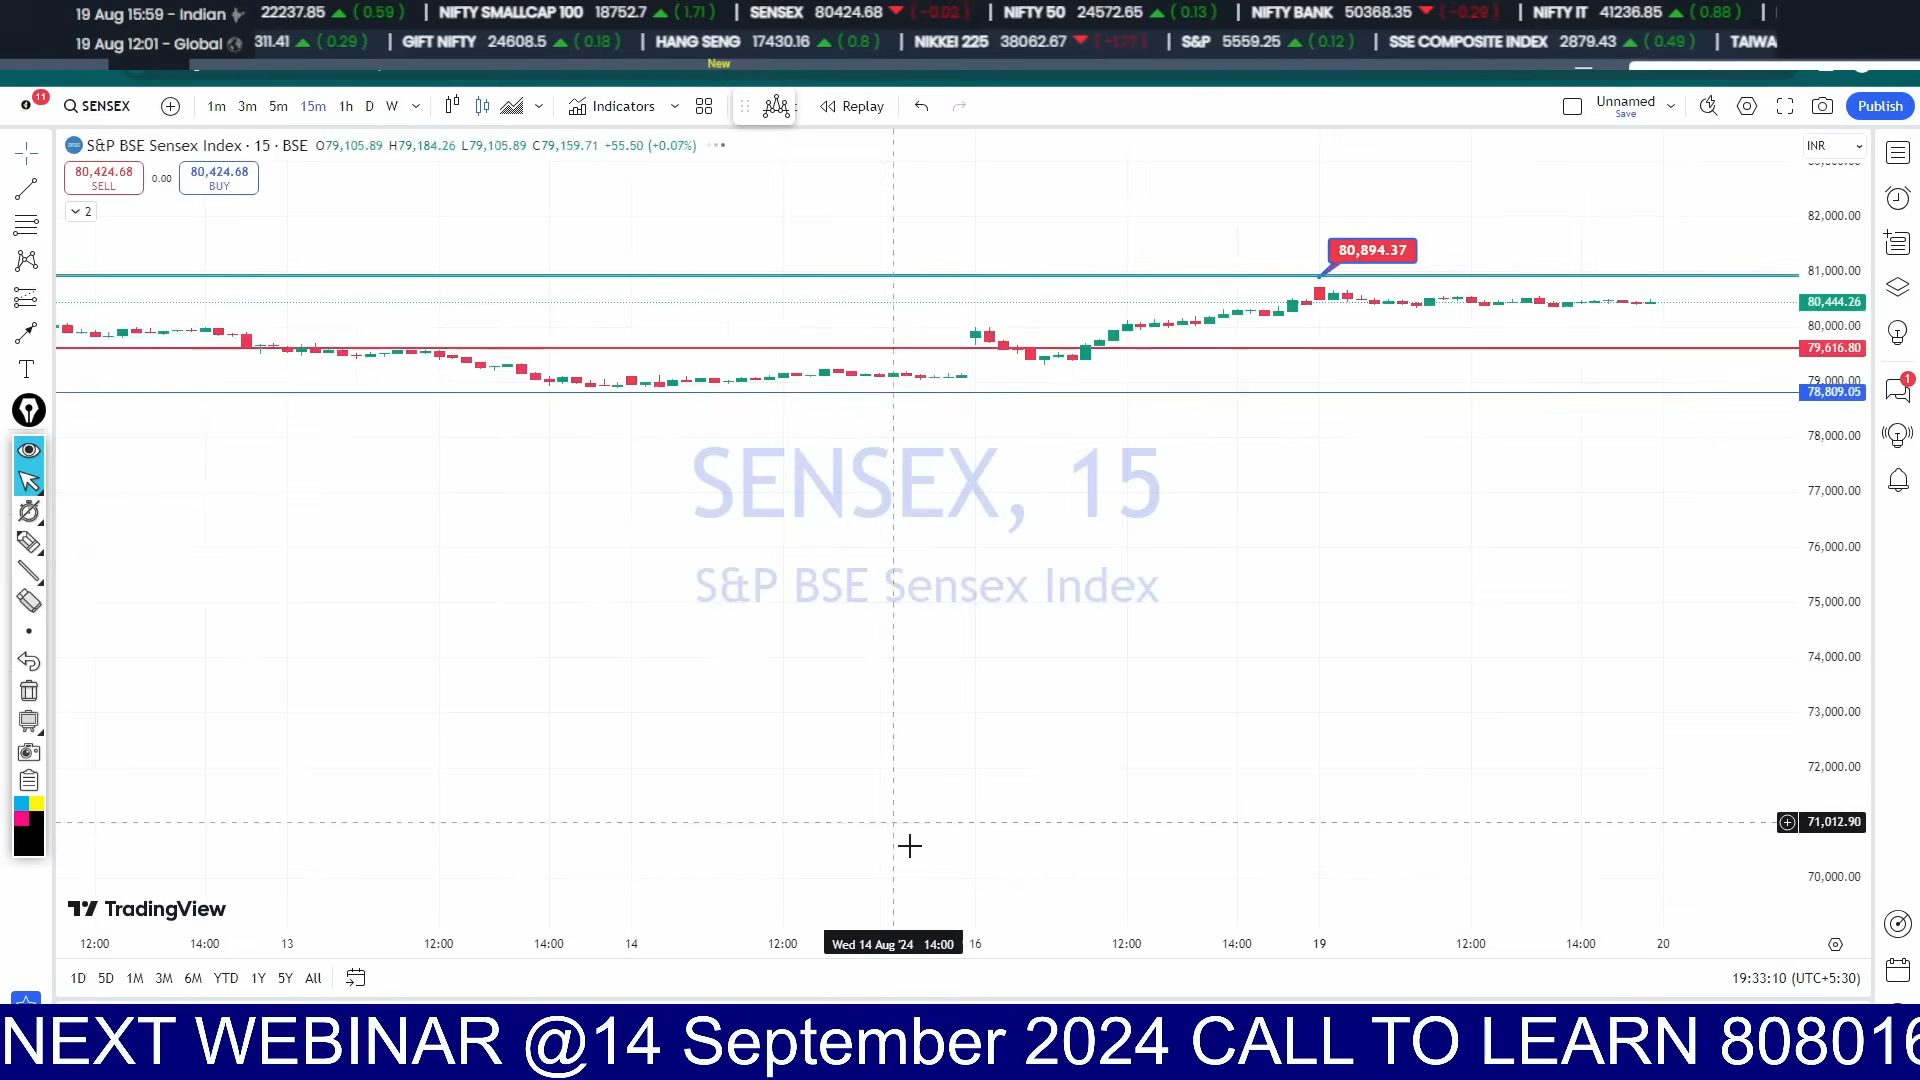 19 Aug 15:59 - Indian 22237.85 ( 0.59 ) | NIFTY SMALLCAP 100 18752.7 ( 1.71 ) | SENSEX 80424.68 ( -0.02 ) | NIFTY 50 24572.65 ( 0.13 ) | NIFTY BANK 50368.35 ( -0.29 ) | NIFTY IT 41236.85 ( 0.88 ) |
19 Aug 12:01 - Global 311.41 ( 0.29 ) | GIFT NIFTY 24608.5 ( 0.18 ) | HANG SENG 17430.16 ( 0.8 ) | NIKKEI 225 38062.67 | S&P 5559.25 ( 0.12 ) | SSE COMPOSITE INDEX 2879.43 ( 0.49 ) | TAIWA
New
11 SENSEX 1m 3m 5m 15m 1h D W Indicators Replay Unnamed Save Publish
S&P BSE Sensex Index · 15 · BSE O79,105.89 H79,184.26 L79,105.89 C79,159.71 +55.50 (+0.07%) INR
80,424.68 SELL 0.00 80,424.68 BUY
2
82,000.00
80,894.37
81,000.00
80,444.26
80,000.00
79,616.80
79,000.00
78,809.05
1
78,000.00
SENSEX, 15
77,000.00
76,000.00
S&P BSE Sensex Index
75,000.00
74,000.00
73,000.00
72,000.00
71,012.90
70,000.00
TradingView
12:00 14:00 13 12:00 14:00 14 12:00 Wed 14 Aug '24 14:00 16 12:00 14:00 19 12:00 14:00 20
1D 5D 1M 3M 6M YTD 1Y 5Y All 19:33:10 (UTC+5:30)
NEXT WEBINAR @14 September 2024 CALL TO LEARN 808016